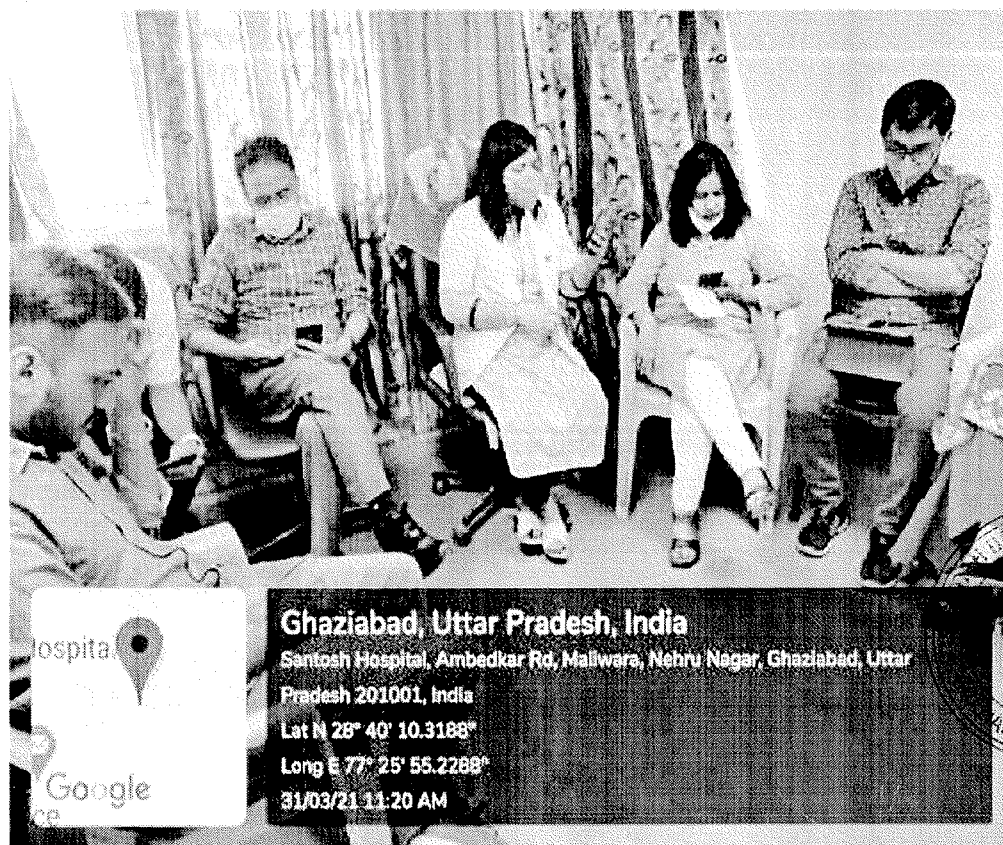 Ghaziabad, Uttar Pradesh, India
Santosh Hospital, Ambedkar Rd, Maliwara, Nehru Nagar, Ghaziabad, Uttar
Pradesh 201001, India
Lat N 28° 40' 10.3188"
Long E 77° 25' 55.2288"
31/03/21 11:20 AM
ospita
Google
ce